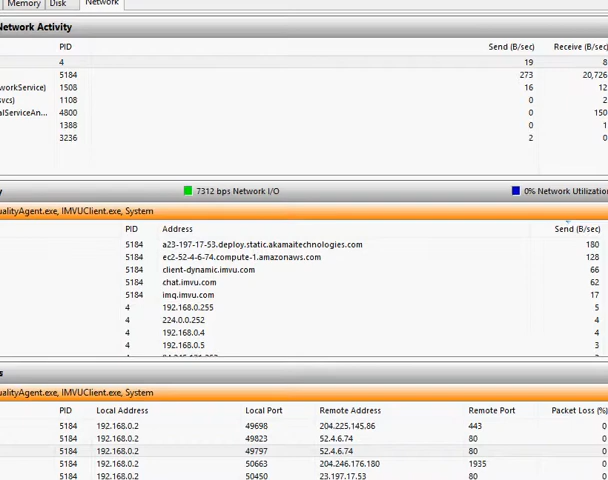 Memory Disk Network
Network Activity
PID Send (B/sec) Receive (B/sec)
4 19 8
5184 273 20,726
workService) 1508 16 12
svcs) 1108 0 2
alServiceAn... 4800 0 150
1388 0 1
3236 2 0
y 7312 bps Network I/O 0% Network Utilization
ualityAgent.exe, IMVUClient.exe, System
PID Address Send (B/sec)
5184 a23-197-17-53.deploy.static.akamaitechnologies.com 180
5184 ec2-52-4-6-74.compute-1.amazonaws.com 128
5184 client-dynamic.imvu.com 66
5184 chat.imvu.com 62
5184 imq.imvu.com 17
4 192.168.0.255 5
4 224.0.0.252 4
4 192.168.0.4 4
4 192.168.0.5 3
s
ualityAgent.exe, IMVUClient.exe, System
PID Local Address Local Port Remote Address Remote Port Packet Loss (%)
5184 192.168.0.2 49698 204.225.145.86 443 0
5184 192.168.0.2 49823 52.4.6.74 80 0
5184 192.168.0.2 49797 52.4.6.74 80 0
5184 192.168.0.2 50663 204.246.176.180 1935 0
5184 192.168.0.2 50450 23.197.17.53 80 0